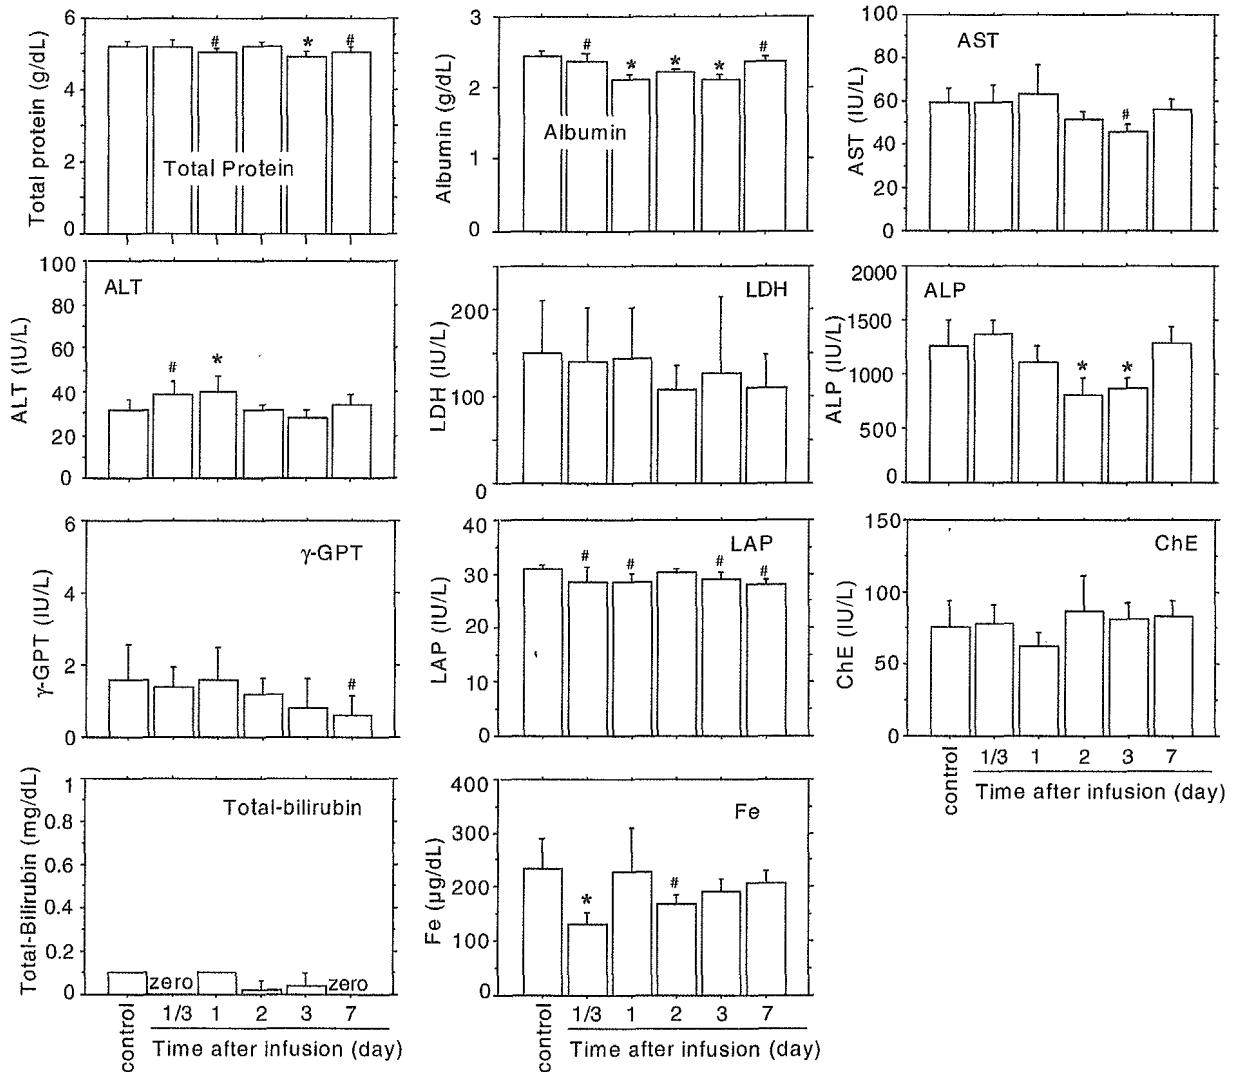 Total protein (g/dL)
6
4
2
0
# * #
Total Protein
Albumin (g/dL)
3
2
1
0
# * * * #
Albumin
AST (IU/L)
100
80
60
40
20
0
AST
#
ALT (IU/L)
100
80
60
40
20
0
ALT
# *
LDH (IU/L)
200
100
0
LDH
ALP (IU/L)
2000
1500
1000
500
0
ALP
* *
γ-GPT (IU/L)
6
4
2
0
γ-GPT
#
LAP (IU/L)
40
30
20
10
0
LAP
# # # #
ChE (IU/L)
150
100
50
0
ChE
control 1/3 1 2 3 7
Time after infusion (day)
Total-Bilirubin (mg/dL)
1
0.8
0.6
0.4
0.2
0
Total-bilirubin
zero zero
control 1/3 1 2 3 7
Time after infusion (day)
Fe (µg/dL)
400
300
200
100
0
Fe
* #
control 1/3 1 2 3 7
Time after infusion (day)